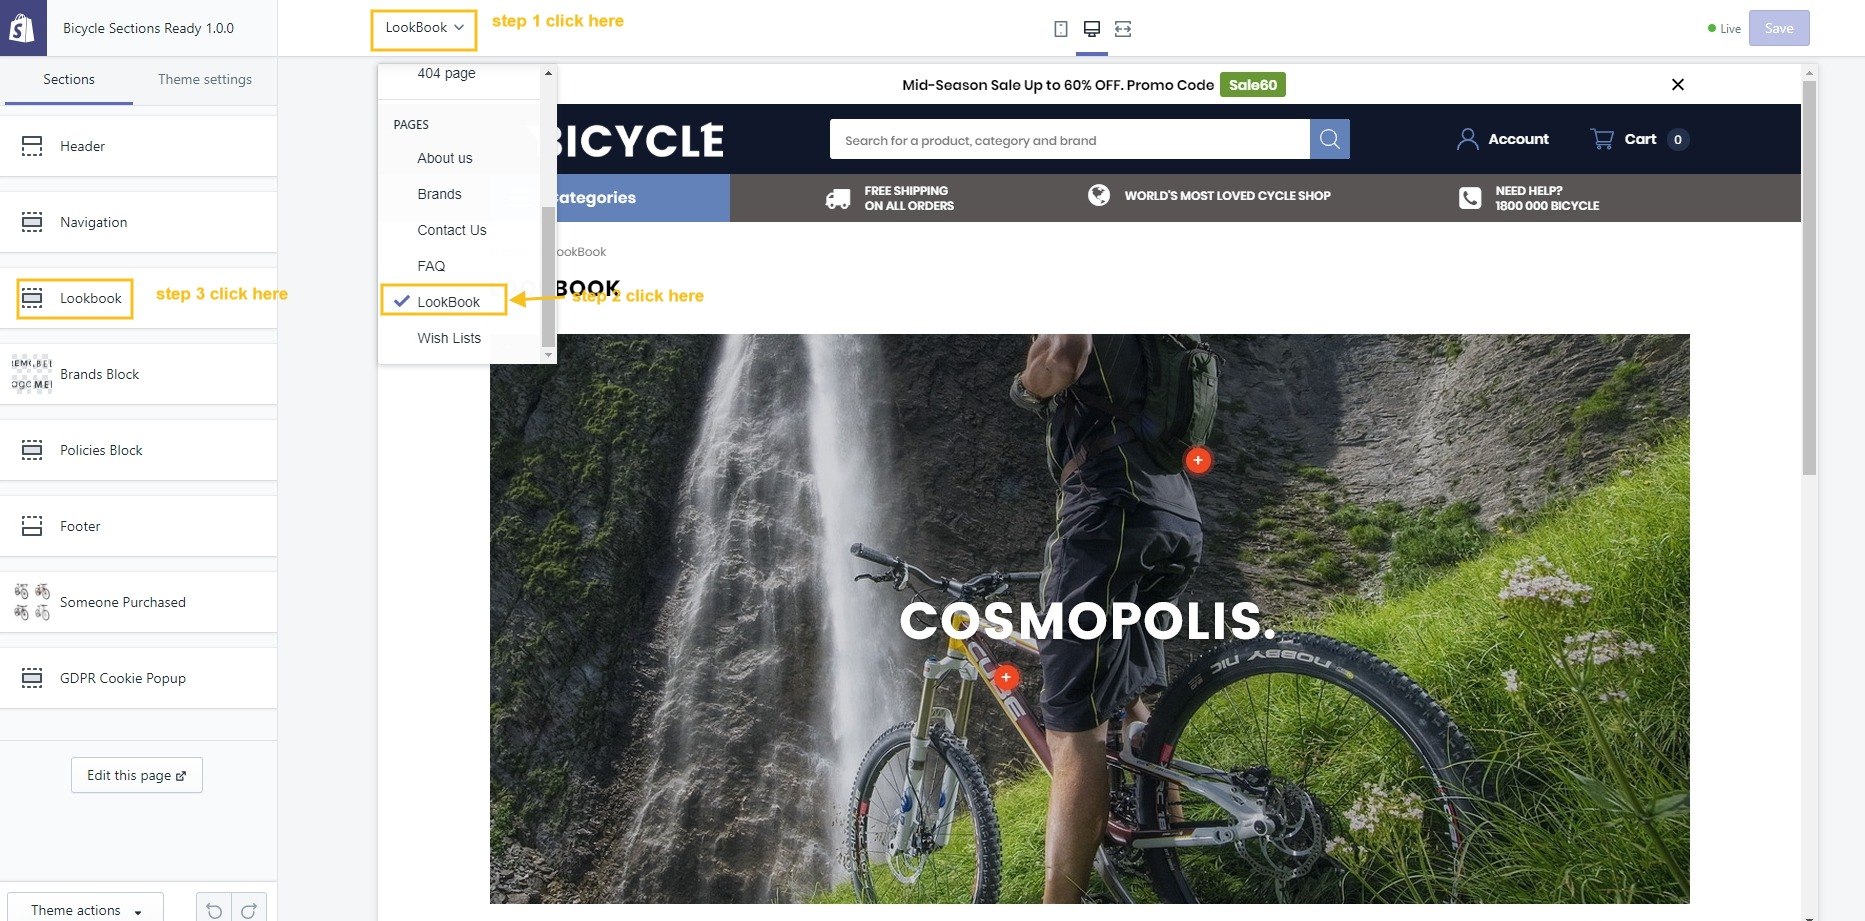 Bicycle Sections Ready 1.0.0
LookBook
step 1 click here
Live
Save
Sections
Theme settings
Header
Navigation
Lookbook
step 3 click here
Brands Block
Policies Block
Footer
Someone Purchased
GDPR Cookie Popup
Edit this page
Theme actions
404 page
PAGES
About us
Brands
Contact Us
FAQ
LookBook
step 2 click here
Wish Lists
Mid-Season Sale Up to 60% OFF. Promo Code Sale60
BICYCLE
Search for a product, category and brand
Account
Cart 0
ategories
FREE SHIPPING
ON ALL ORDERS
WORLD'S MOST LOVED CYCLE SHOP
NEED HELP?
1800 000 BICYCLE
ookBook
BOOK
COSMOPOLIS.
CUBE
NOBBY NIC